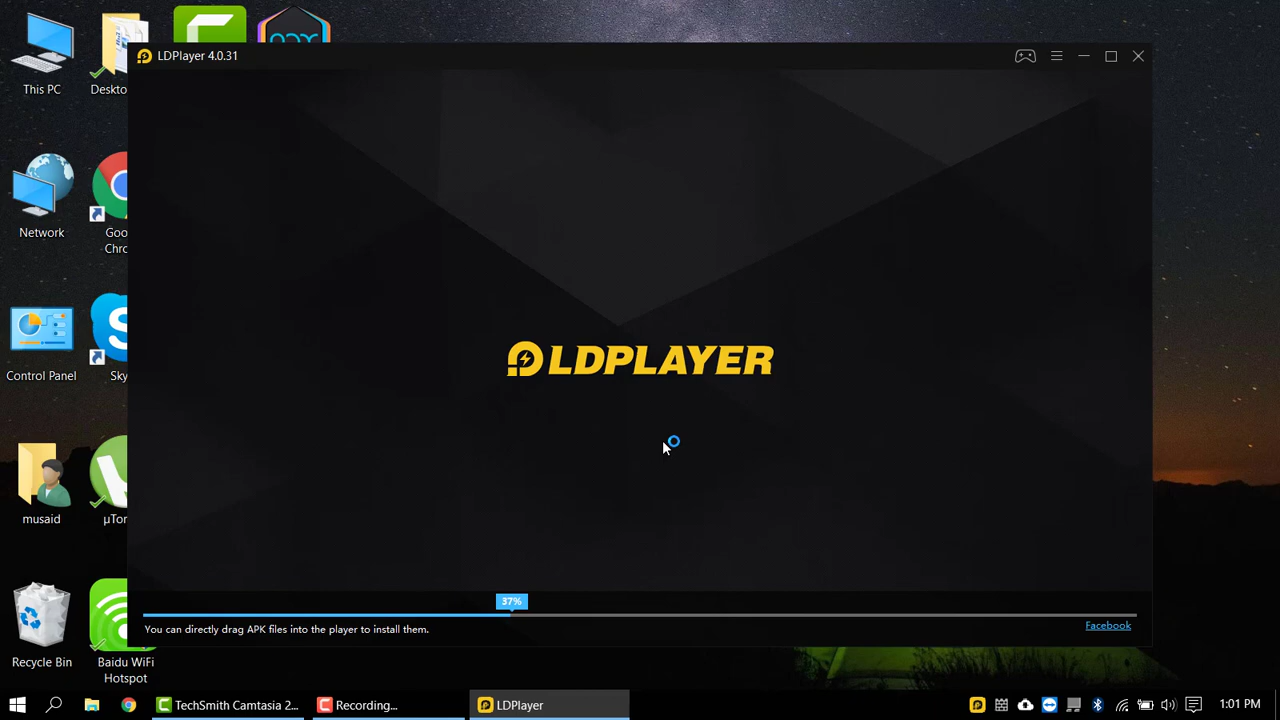 LDPlayer 4.0.31
This PC
Deskto
Network
Goo
Chro
Control Panel
Sky
musaid
μTor
Recycle Bin
Baidu WiFi
Hotspot
LDPLAYER
37%
You can directly drag APK files into the player to install them.
Facebook
TechSmith Camtasia 2...
Recording...
LDPlayer
1:01 PM